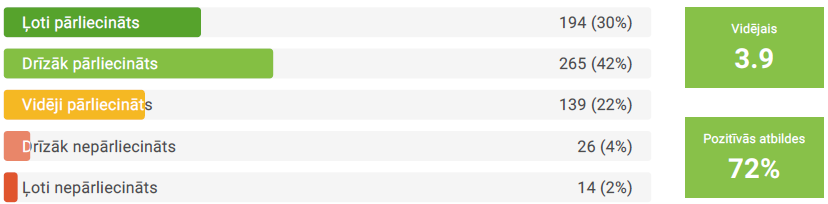 Ļoti pārliecināts 194 (30%)
Drīzāk pārliecināts 265 (42%)
Vidēji pārliecināts 139 (22%)
Drīzāk nepārliecināts 26 (4%)
Ļoti nepārliecināts 14 (2%)
Vidējais
3.9
Pozitīvās atbildes
72%